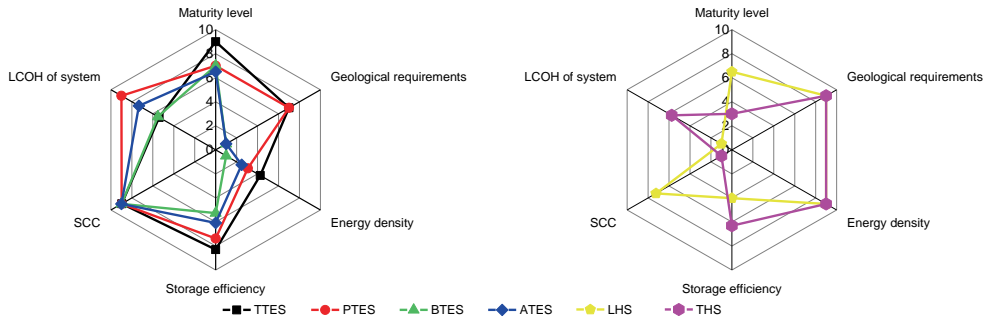 Maturity level
10
8
6
4
2
0
LCOH of system
Geological requirements
SCC
Energy density
Storage efficiency
Maturity level
10
8
6
4
2
0
LCOH of system
Geological requirements
SCC
Energy density
Storage efficiency
TTES PTES BTES ATES LHS THS